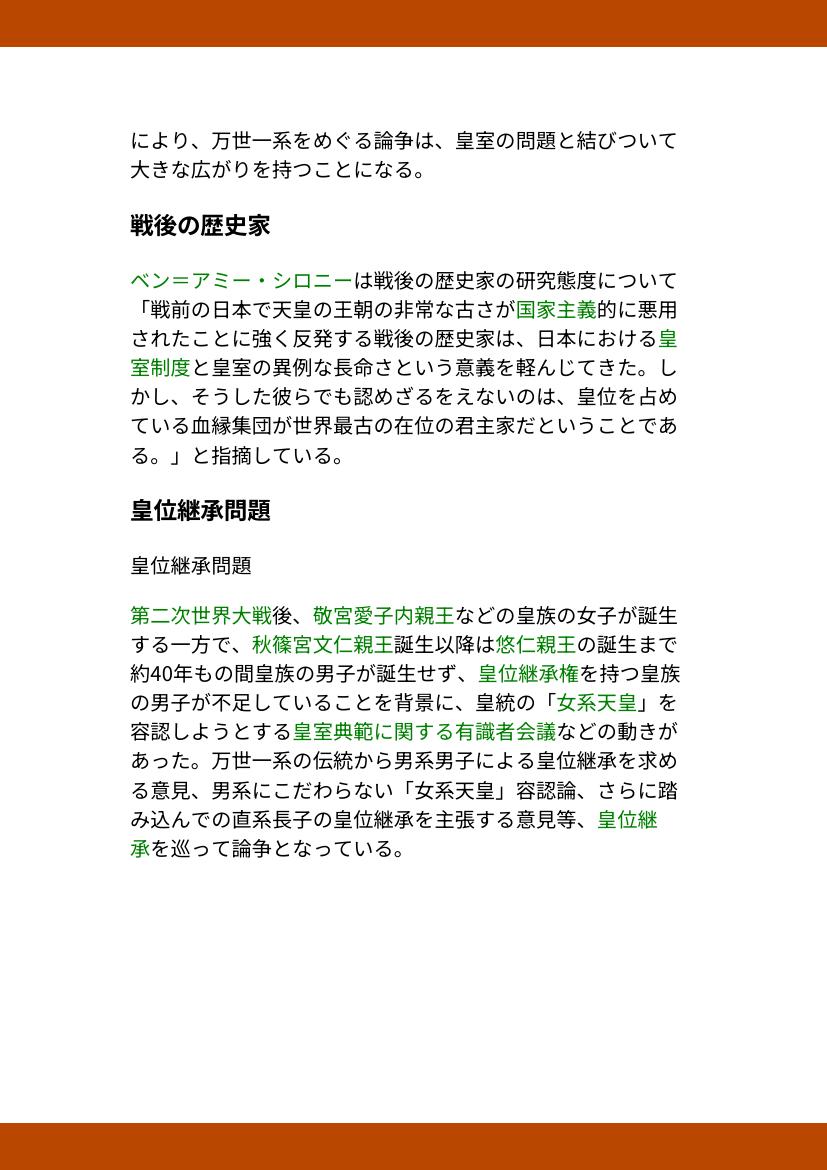 により、万世一系をめぐる論争は、皇室の問題と結びついて
大きな広がりを持つことになる。
戦後の歴史家
ベン＝アミー・シロニーは戦後の歴史家の研究態度について
「戦前の日本で天皇の王朝の非常な古さが国家主義的に悪用
されたことに強く反発する戦後の歴史家は、日本における皇
室制度と皇室の異例な長命さという意義を軽んじてきた。し
かし、そうした彼らでも認めざるをえないのは、皇位を占め
ている血縁集団が世界最古の在位の君主家だということであ
る。」と指摘している。
皇位継承問題
皇位継承問題
第二次世界大戦後、敬宮愛子内親王などの皇族の女子が誕生
する一方で、秋篠宮文仁親王誕生以降は悠仁親王の誕生まで
約40年もの間皇族の男子が誕生せず、皇位継承権を持つ皇族
の男子が不足していることを背景に、皇統の「女系天皇」を
容認しようとする皇室典範に関する有識者会議などの動きが
あった。万世一系の伝統から男系男子による皇位継承を求め
る意見、男系にこだわらない「女系天皇」容認論、さらに踏
み込んでの直系長子の皇位継承を主張する意見等、皇位継
承を巡って論争となっている。